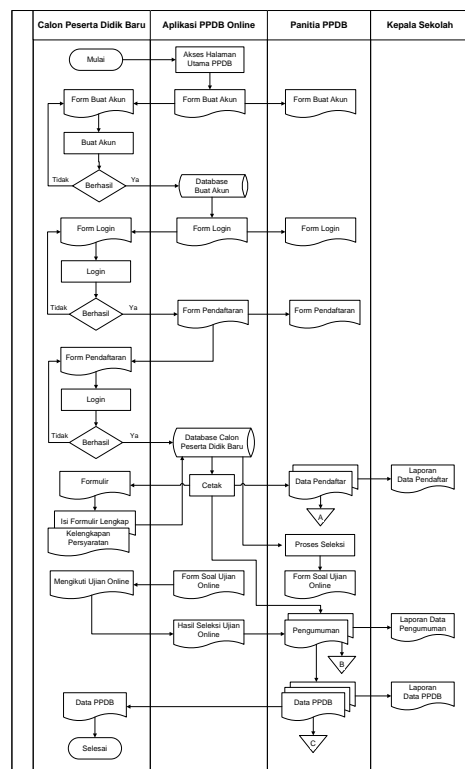 Calon Peserta Didik Baru
Aplikasi PPDB Online
Panitia PPDB
Kepala Sekolah
Mulai
Akses Halaman
Utama PPDB
Form Buat Akun
Form Buat Akun
Form Buat Akun
Buat Akun
Tidak
Berhasil
Ya
Database
Buat Akun
Form Login
Form Login
Form Login
Login
Tidak
Berhasil
Ya
Form Pendaftaran
Form Pendaftaran
Form Pendaftaran
Login
Tidak
Berhasil
Ya
Database Calon
Peserta Didik Baru
Formulir
Cetak
Data Pendaftar
Laporan
Data Pendaftar
A
Isi Formulir Lengkap
Kelengkapan
Persyaratan
Proses Seleksi
Mengikuti Ujian Online
Form Soal Ujian
Online
Form Soal Ujian
Online
Hasil Seleksi Ujian
Online
Pengumuman
Laporan Data
Pengumuman
B
Data PPDB
Data PPDB
Laporan
Data PPDB
Selesai
C